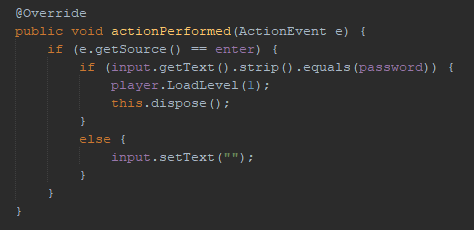 @Override
public void actionPerformed(ActionEvent e) {
    if (e.getSource() == enter) {
        if (input.getText().strip().equals(password)) {
            player.LoadLevel(1);
            this.dispose();
        }
        else {
            input.setText("");
        }
    }
}